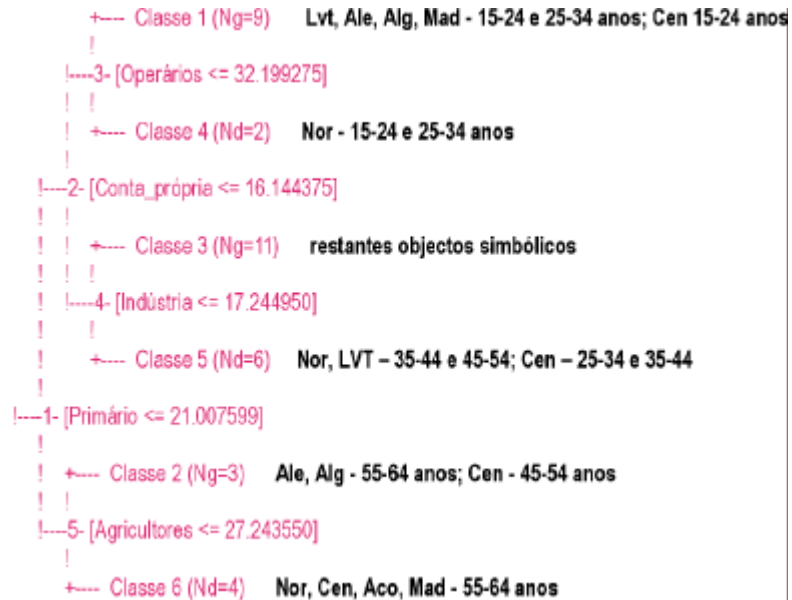 +---- Classe 1 (Ng=9) Lvt, Ale, Alg, Mad - 15-24 e 25-34 anos; Cen 15-24 anos
!
!----3- [Operários <= 32.199275]
! !
! +---- Classe 4 (Nd=2) Nor - 15-24 e 25-34 anos
!
!----2- [Conta_própria <= 16.144375]
! !
! ! +---- Classe 3 (Ng=11) restantes objectos simbólicos
! ! !
! !----4- [Indústria <= 17.244950]
! !
! +---- Classe 5 (Nd=6) Nor, LVT – 35-44 e 45-54; Cen – 25-34 e 35-44
!
!----1- [Primário <= 21.007599]
!
! +---- Classe 2 (Ng=3) Ale, Alg - 55-64 anos; Cen - 45-54 anos
! !
!----5- [Agricultores <= 27.243550]
!
+---- Classe 6 (Nd=4) Nor, Cen, Aco, Mad - 55-64 anos